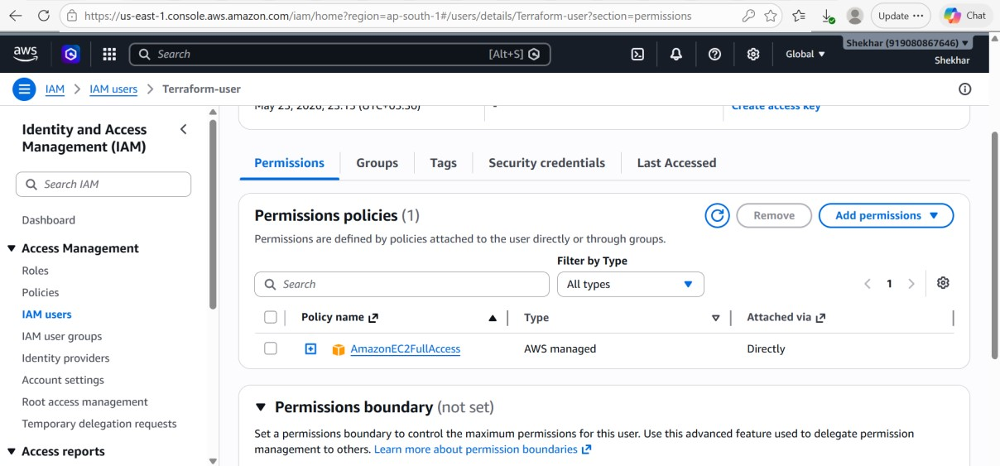 https://us-east-1.console.aws.amazon.com/iam/home?region=ap-south-1#/users/details/Terraform-user?section=permissions
Update
Chat
aws
Search
[Alt+S]
Global
Shekhar (919080867646)
Shekhar
IAM
IAM users
Terraform-user
Identity and Access
Management (IAM)
Search IAM
Dashboard
Access Management
Roles
Policies
IAM users
IAM user groups
Identity providers
Account settings
Root access management
Temporary delegation requests
Access reports
May 25, 2026, 23:15 (UTC+05:30)
-
Create access key
Permissions
Groups
Tags
Security credentials
Last Accessed
Permissions policies (1)
Remove
Add permissions
Permissions are defined by policies attached to the user directly or through groups.
Filter by Type
Search
All types
1
Policy name
Type
Attached via
AmazonEC2FullAccess
AWS managed
Directly
Permissions boundary (not set)
Set a permissions boundary to control the maximum permissions for this user. Use this advanced feature used to delegate permission
management to others. Learn more about permission boundaries